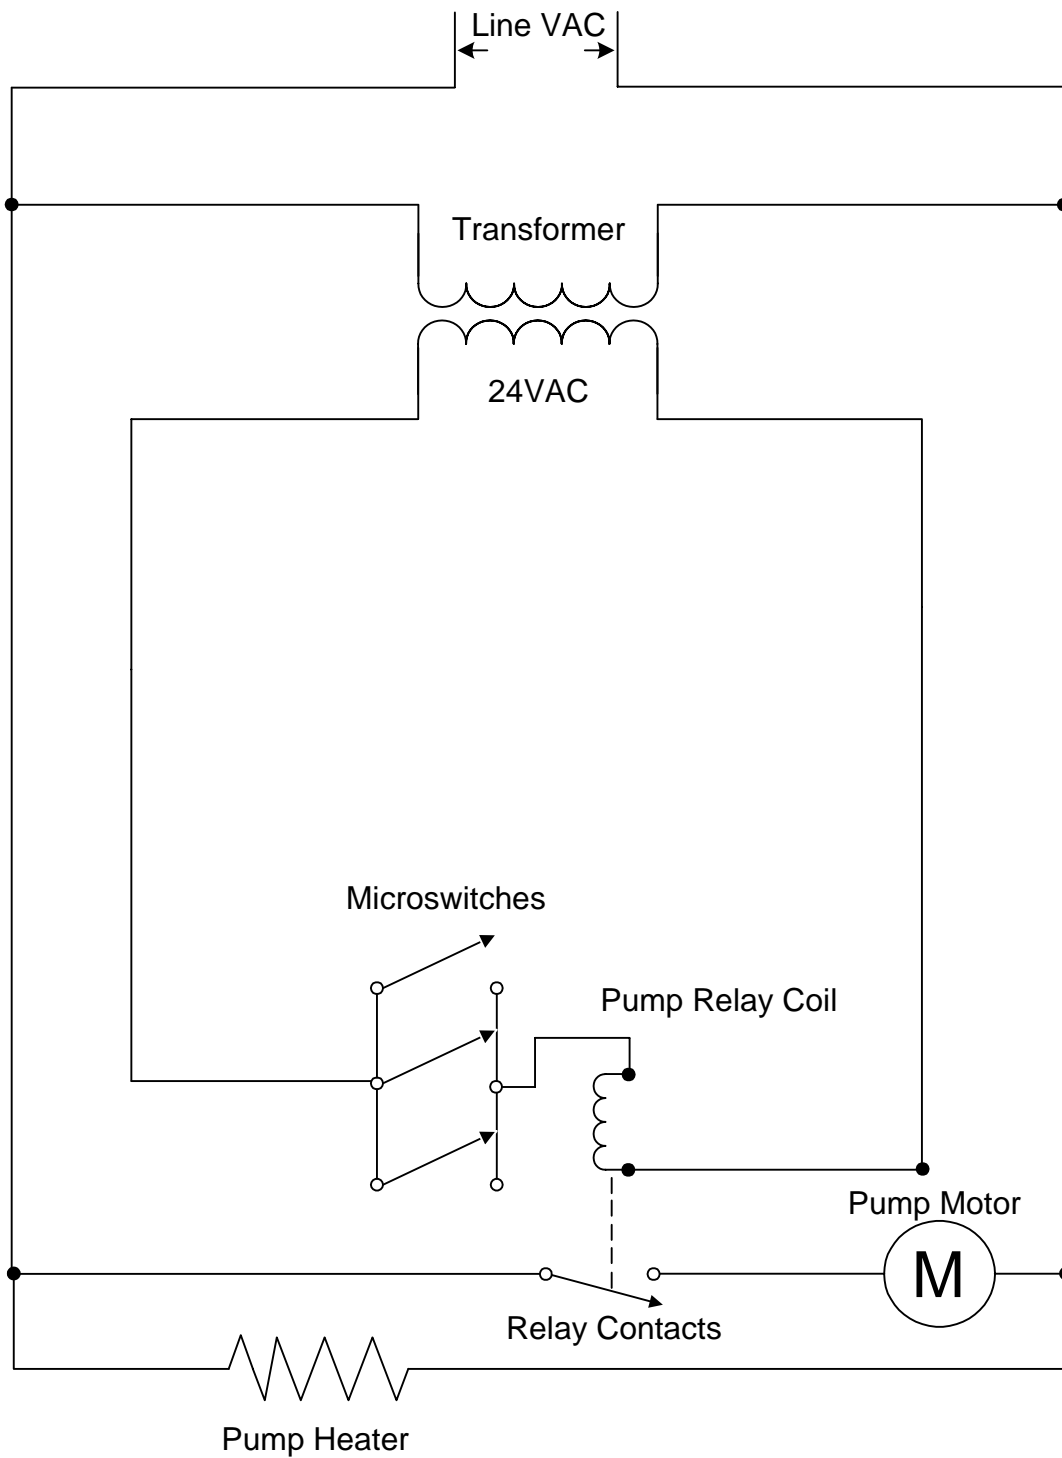 Line VAC
Transformer
24VAC
Microswitches
Pump Relay Coil
Pump Motor
M
Relay Contacts
Pump Heater